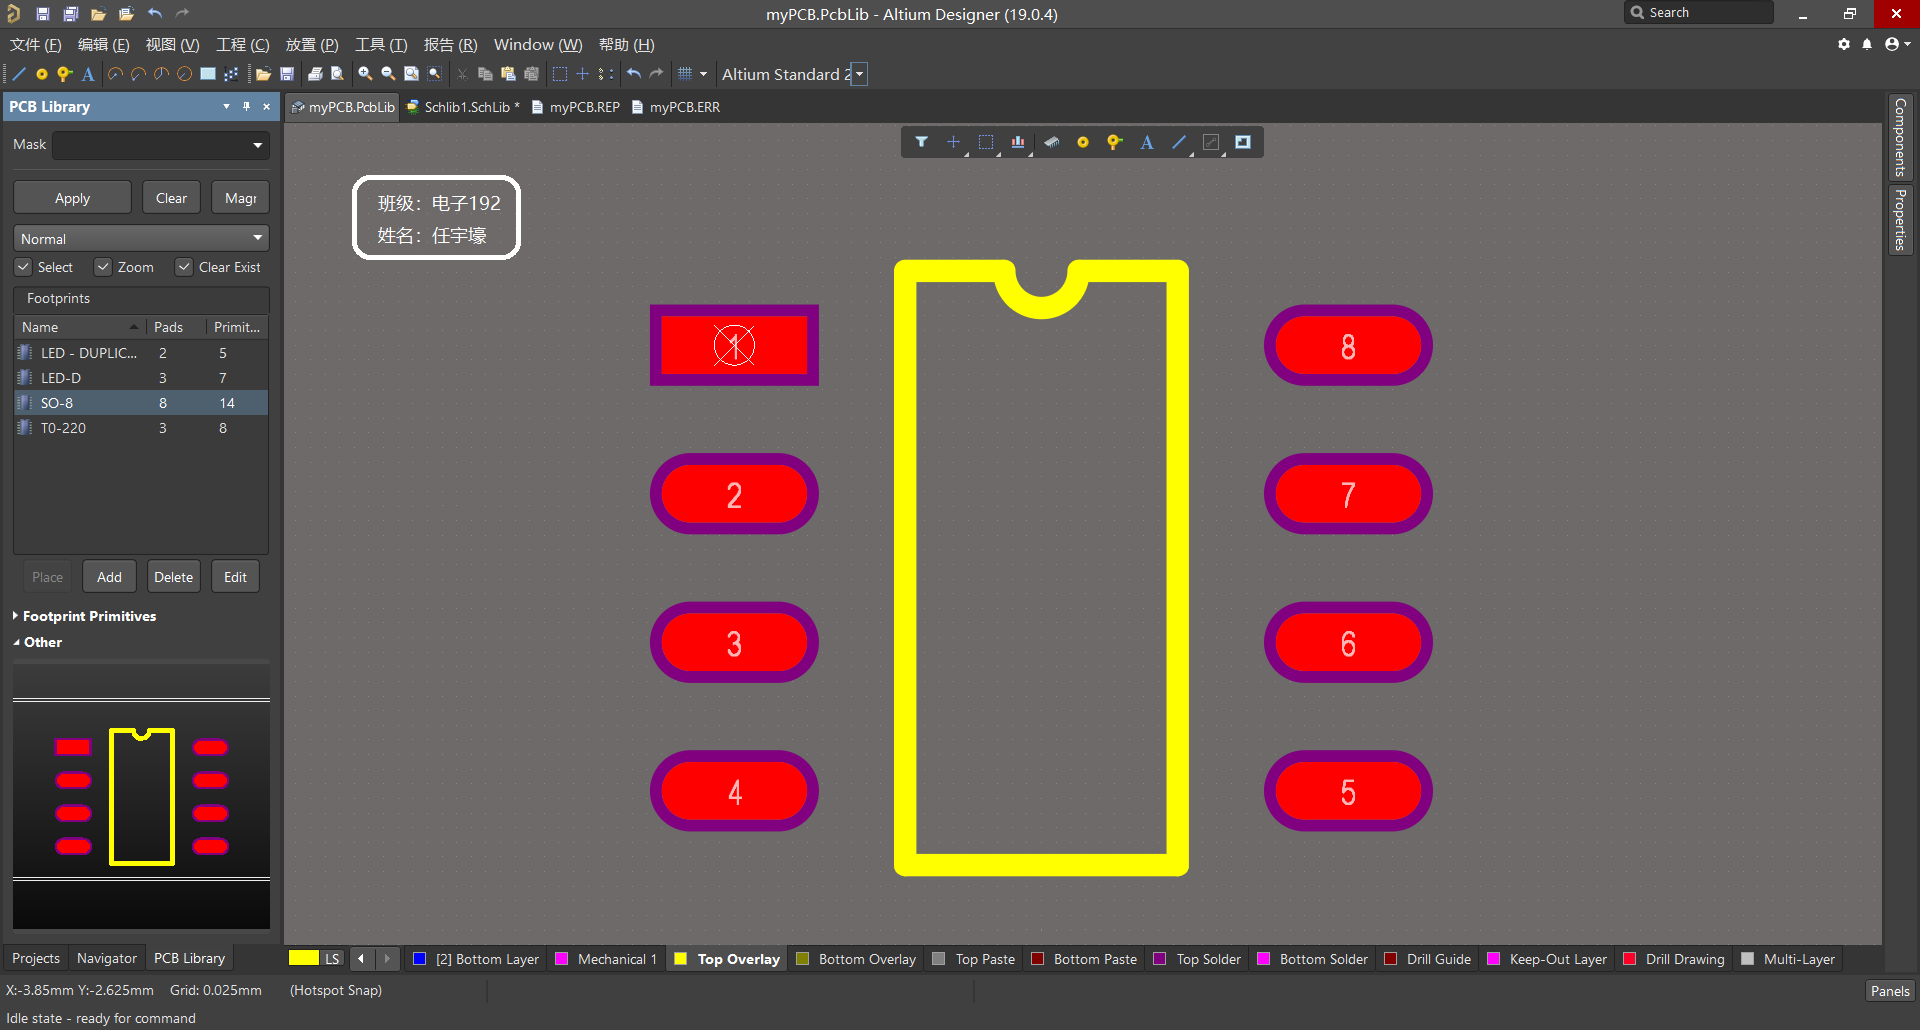 myPCB.PcbLib - Altium Designer (19.0.4)
Search
文件 (F) 编辑 (E) 视图 (V) 工程 (C) 放置 (P) 工具 (T) 报告 (R) Window (W) 帮助 (H)
Altium Standard 2
PCB Library
myPCB.PcbLib Schlib1.SchLib * myPCB.REP myPCB.ERR
Mask
Apply Clear Magr
Normal
Select Zoom Clear Exist
Footprints
Name Pads Primit...
LED - DUPLIC... 2 5
LED-D 3 7
SO-8 8 14
T0-220 3 8
Place Add Delete Edit
Footprint Primitives
Other
班级：电子192
姓名：任宇壕
1 8
2 7
3 6
4 5
Components
Properties
Projects Navigator PCB Library
LS [2] Bottom Layer Mechanical 1 Top Overlay Bottom Overlay Top Paste Bottom Paste Top Solder Bottom Solder Drill Guide Keep-Out Layer Drill Drawing Multi-Layer
X:-3.85mm Y:-2.625mm Grid: 0.025mm (Hotspot Snap)
Panels
Idle state - ready for command